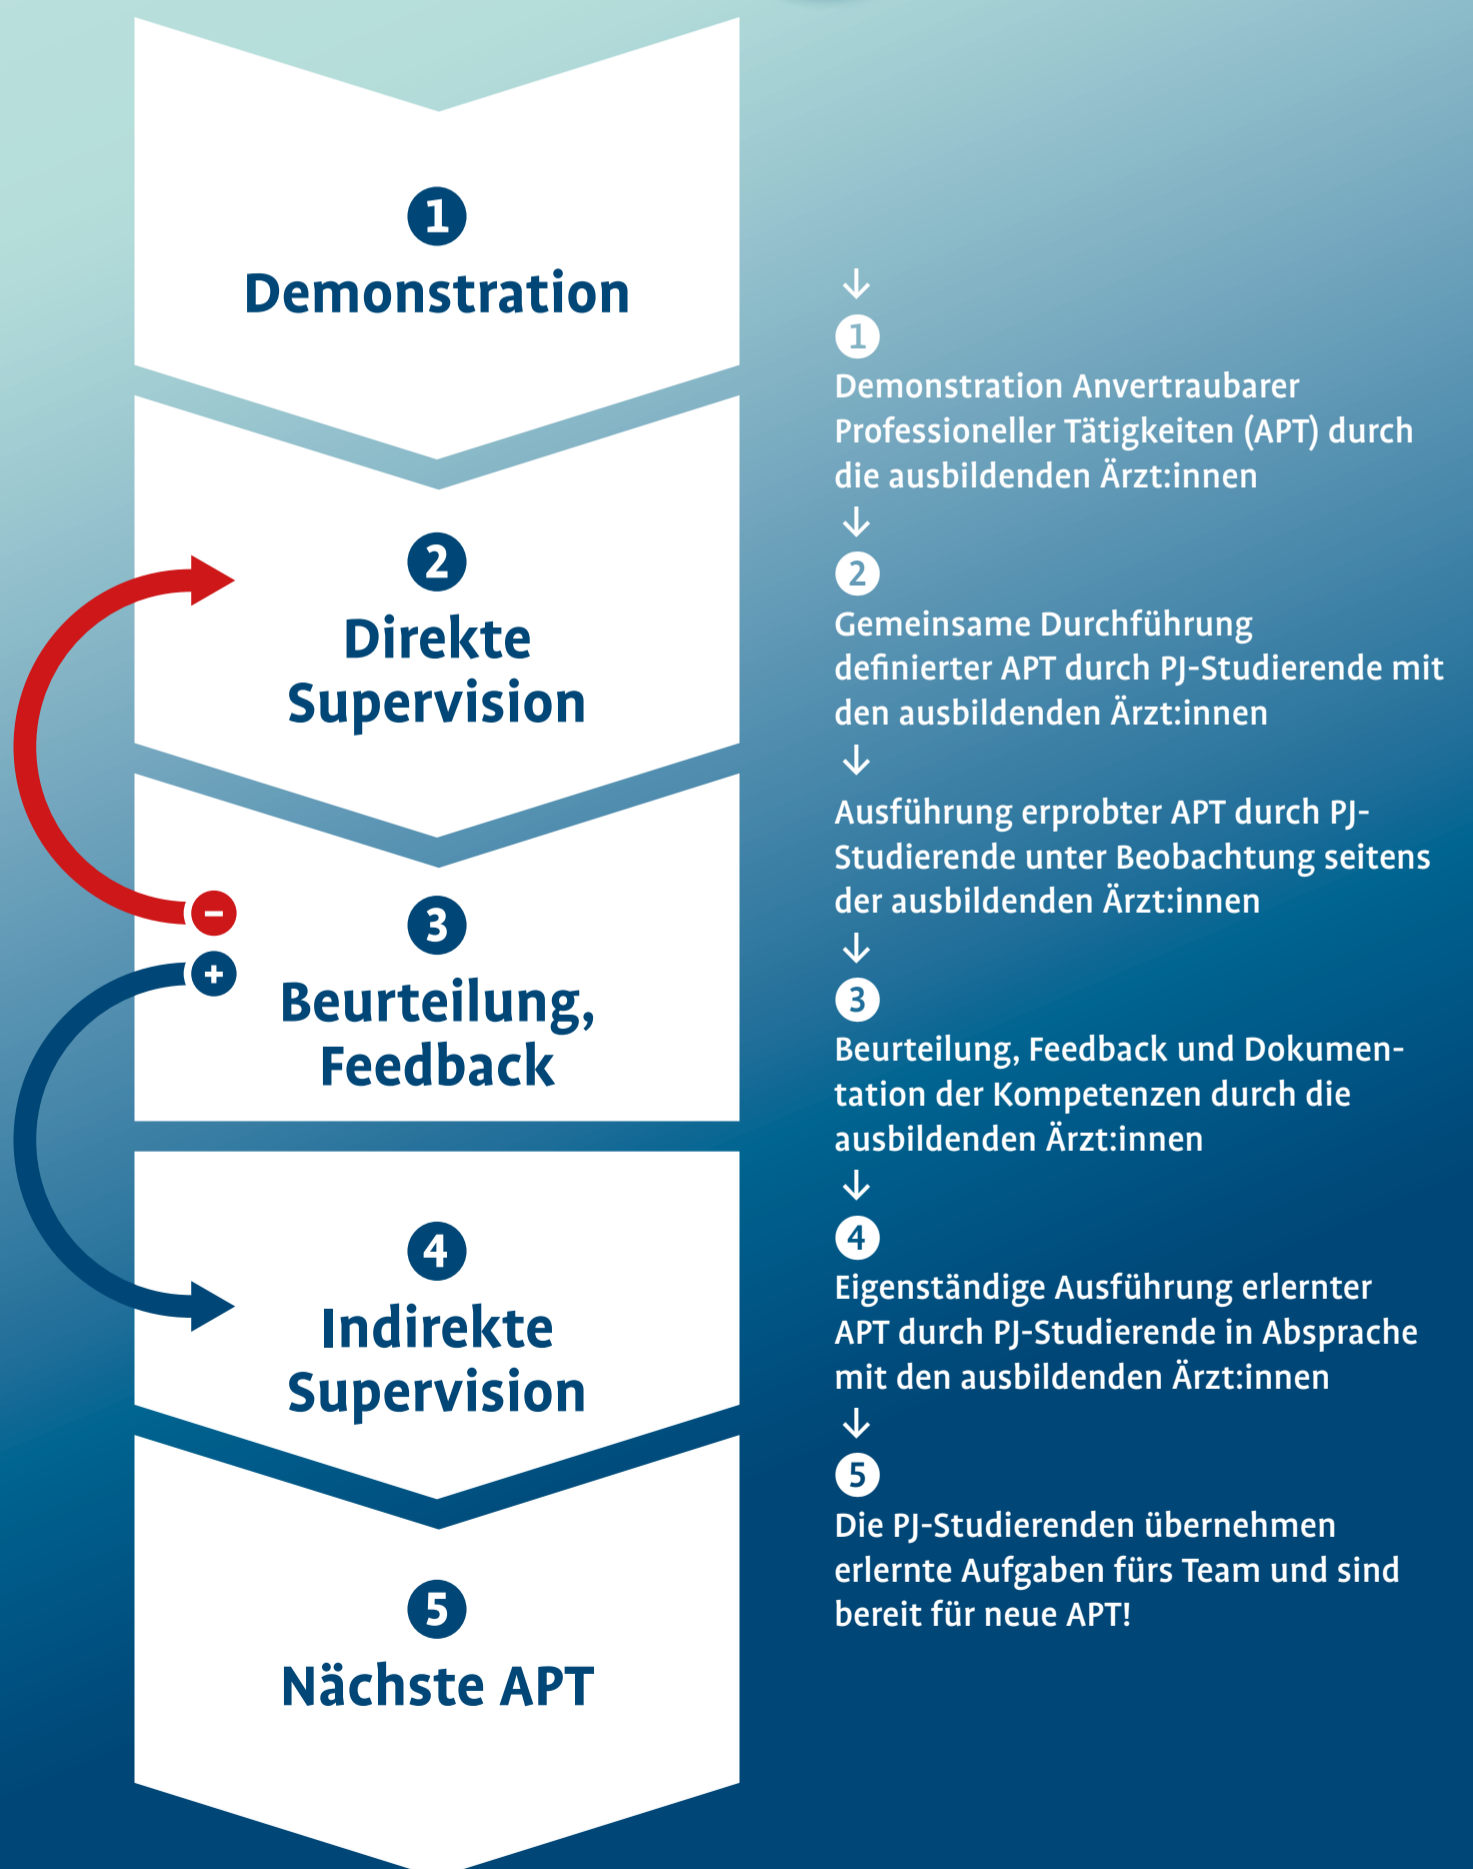 1
Demonstration
2
Direkte
Supervision
–
+
3
Beurteilung,
Feedback
4
Indirekte
Supervision
5
Nächste APT
↓
1
Demonstration Anvertraubarer
Professioneller Tätigkeiten (APT) durch
die ausbildenden Ärzt:innen
↓
2
Gemeinsame Durchführung
definierter APT durch PJ-Studierende mit
den ausbildenden Ärzt:innen
↓
Ausführung erprobter APT durch PJ-
Studierende unter Beobachtung seitens
der ausbildenden Ärzt:innen
↓
3
Beurteilung, Feedback und Dokumen-
tation der Kompetenzen durch die
ausbildenden Ärzt:innen
↓
4
Eigenständige Ausführung erlernter
APT durch PJ-Studierende in Absprache
mit den ausbildenden Ärzt:innen
↓
5
Die PJ-Studierenden übernehmen
erlernte Aufgaben fürs Team und sind
bereit für neue APT!